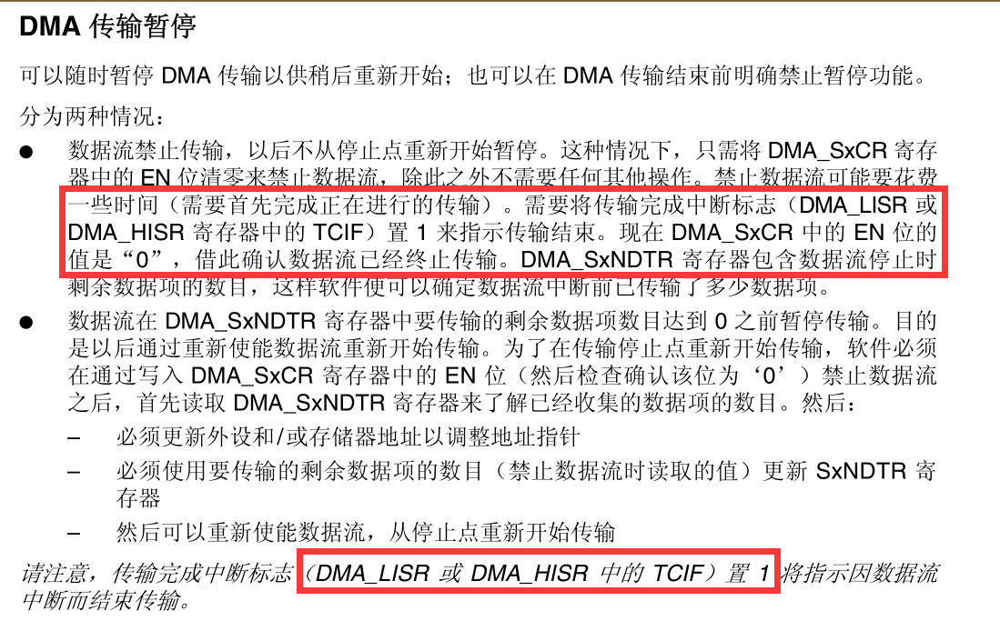 DMA 传输暂停
可以随时暂停 DMA 传输以供稍后重新开始；也可以在 DMA 传输结束前明确禁止暂停功能。
分为两种情况：
● 数据流禁止传输，以后不从停止点重新开始暂停。这种情况下，只需将 DMA_SxCR 寄存
器中的 EN 位清零来禁止数据流，除此之外不需要任何其他操作。禁止数据流可能要花费
一些时间（需要首先完成正在进行的传输）。需要将传输完成中断标志（DMA_LISR 或
DMA_HISR 寄存器中的 TCIF）置 1 来指示传输结束。现在 DMA_SxCR 中的 EN 位的
值是“0”，借此确认数据流已经终止传输。DMA_SxNDTR 寄存器包含数据流停止时
剩余数据项的数目，这样软件便可以确定数据流中断前已传输了多少数据项。
● 数据流在 DMA_SxNDTR 寄存器中要传输的剩余数据项数目达到 0 之前暂停传输。目的
是以后通过重新使能数据流重新开始传输。为了在传输停止点重新开始传输，软件必须
在通过写入 DMA_SxCR 寄存器中的 EN 位（然后检查确认该位为‘0’）禁止数据流
之后，首先读取 DMA_SxNDTR 寄存器来了解已经收集的数据项的数目。然后：
– 必须更新外设和/或存储器地址以调整地址指针
– 必须使用要传输的剩余数据项的数目（禁止数据流时读取的值）更新 SxNDTR 寄
存器
– 然后可以重新使能数据流，从停止点重新开始传输
请注意，传输完成中断标志（DMA_LISR 或 DMA_HISR 中的 TCIF）置 1 将指示因数据流
中断而结束传输。